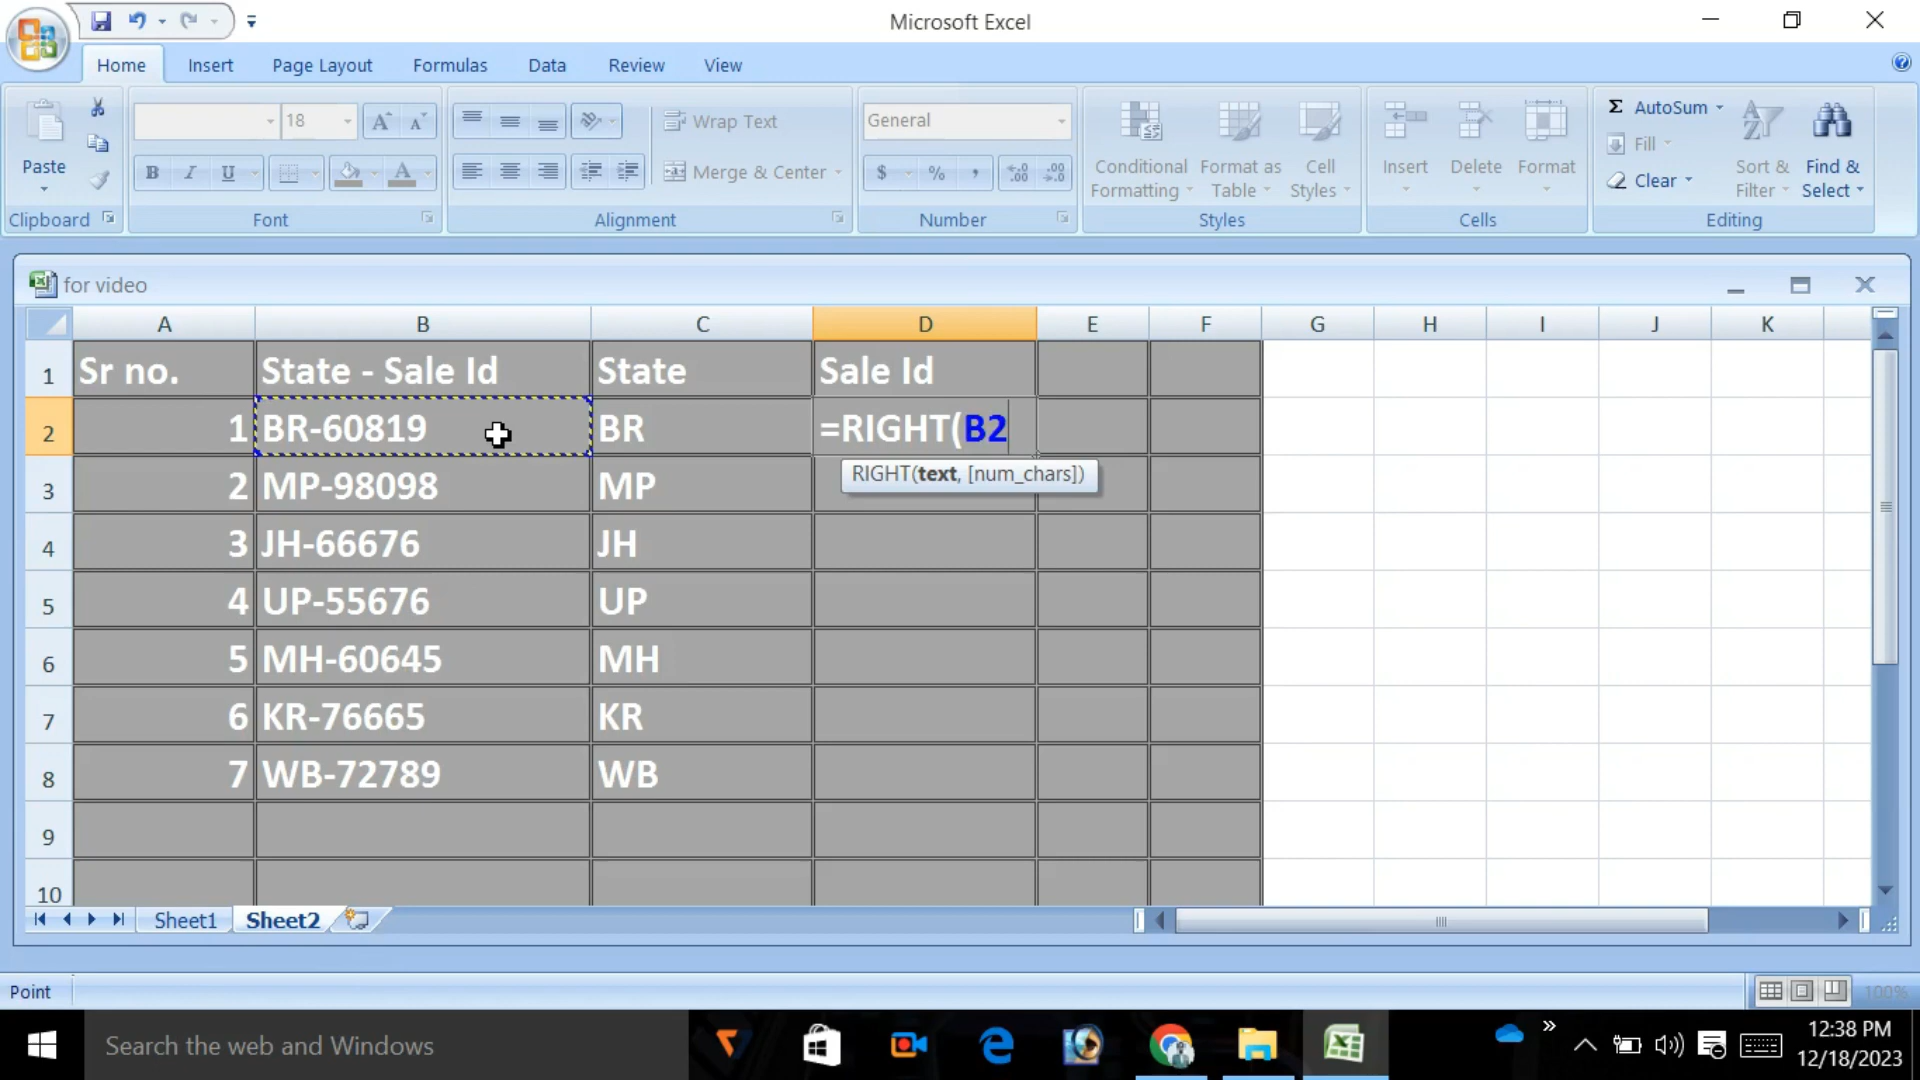 Microsoft Excel
Home Insert Page Layout Formulas Data Review View
Paste
Clipboard
18
B I U
Font
Wrap Text
Merge & Center
Alignment
General
$ % ,
Number
Conditional Formatting
Format as Table
Cell Styles
Styles
Insert
Delete
Format
Cells
Σ AutoSum
Fill
Clear
Sort & Filter
Find & Select
Editing
for video
A B C D E F G H I J K
1 Sr no. State - Sale Id State Sale Id
2 1 BR-60819 BR =RIGHT(B2
RIGHT(text, [num_chars])
3 2 MP-98098 MP
4 3 JH-66676 JH
5 4 UP-55676 UP
6 5 MH-60645 MH
7 6 KR-76665 KR
8 7 WB-72789 WB
9
10
Sheet1 Sheet2
Point
100%
Search the web and Windows
12:38 PM
12/18/2023